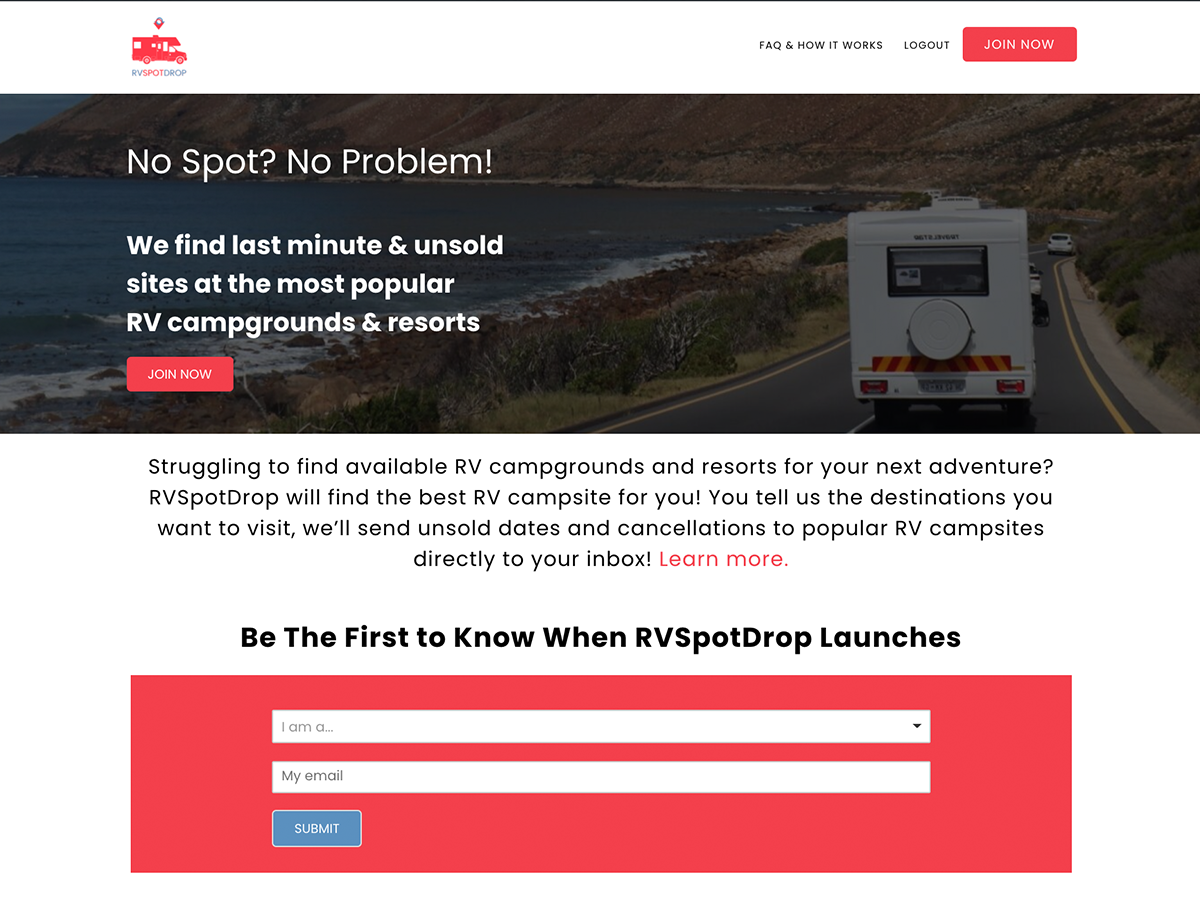 RVSPOTDROP
FAQ & HOW IT WORKS
LOGOUT
JOIN NOW
No Spot? No Problem!
We find last minute & unsold
sites at the most popular
RV campgrounds & resorts
JOIN NOW
Struggling to find available RV campgrounds and resorts for your next adventure?
RVSpotDrop will find the best RV campsite for you! You tell us the destinations you
want to visit, we’ll send unsold dates and cancellations to popular RV campsites
directly to your inbox! Learn more.
Be The First to Know When RVSpotDrop Launches
I am a...
My email
SUBMIT